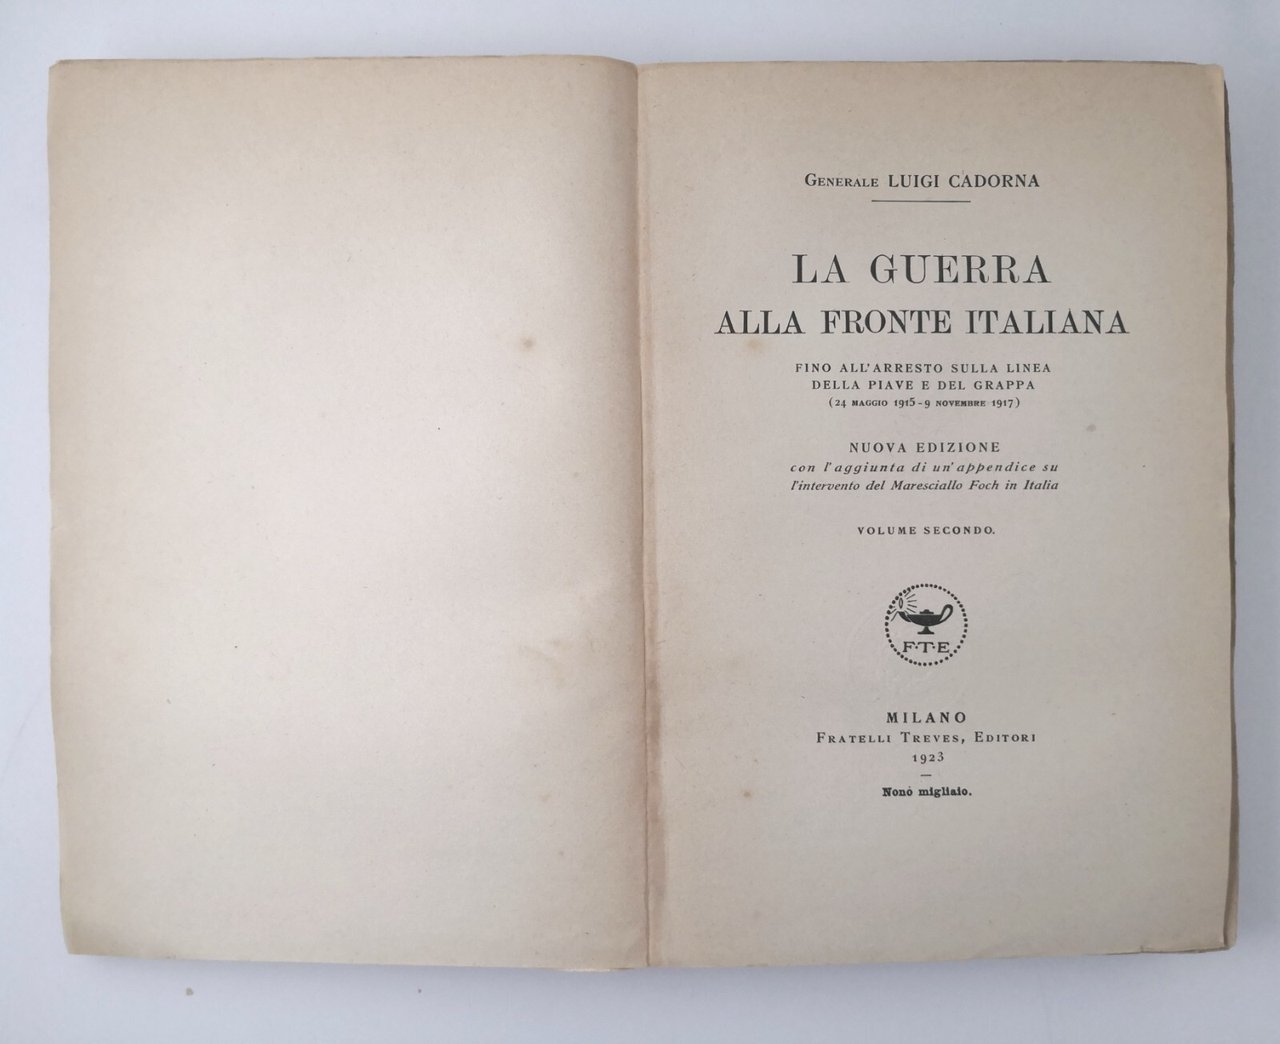 Generale LUIGI CADORNA
LA GUERRA
ALLA FRONTE ITALIANA
FINO ALL'ARRESTO SULLA LINEA
DELLA PIAVE E DEL GRAPPA
(24 MAGGIO 1915 - 9 NOVEMBRE 1917)
NUOVA EDIZIONE
con l'aggiunta di un'appendice su
l'intervento del Maresciallo Foch in Italia
VOLUME SECONDO.
F·T·E
MILANO
Fratelli Treves, Editori
1923
Nono migliaio.